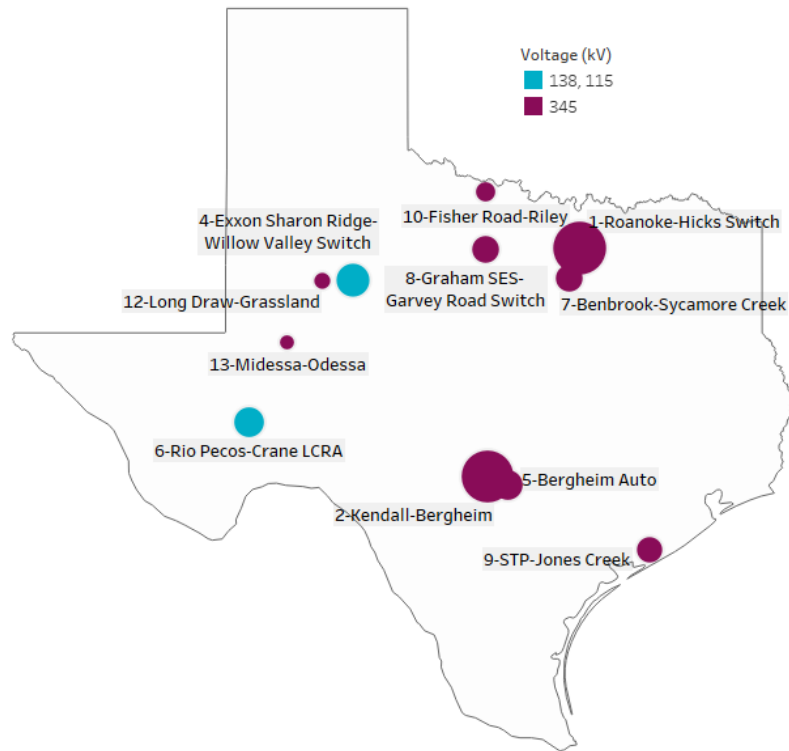 Voltage (kV)
138, 115
345
10-Fisher Road-Riley
1-Roanoke-Hicks Switch
4-Exxon Sharon Ridge-
Willow Valley Switch
8-Graham SES-
Garvey Road Switch
12-Long Draw-Grassland
7-Benbrook-Sycamore Creek
13-Midessa-Odessa
6-Rio Pecos-Crane LCRA
5-Bergheim Auto
2-Kendall-Bergheim
9-STP-Jones Creek